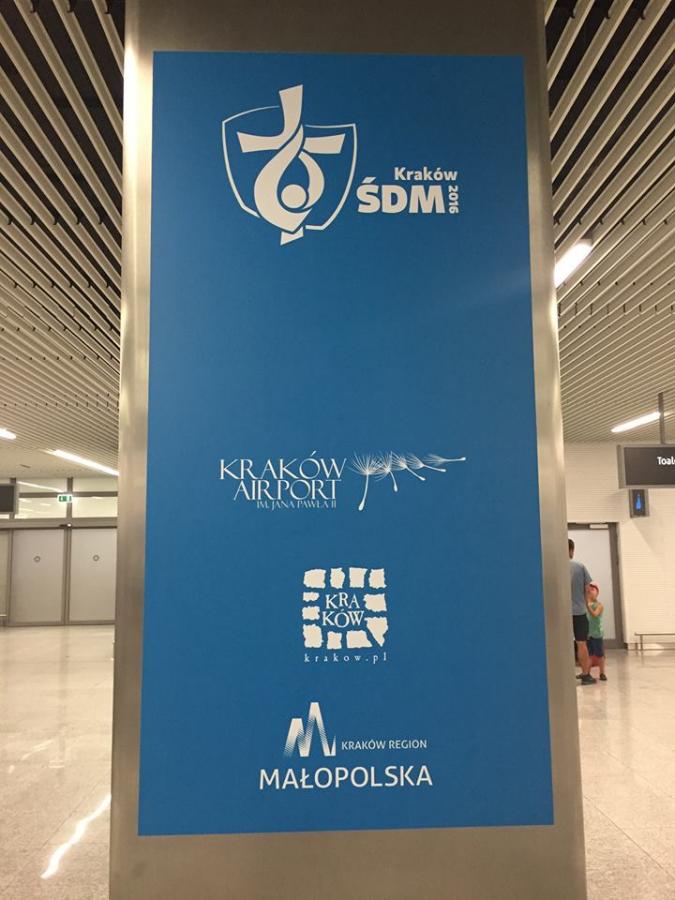 Kraków
ŚDM 2016
KRAKÓW
AIRPORT
IM. JANA PAWŁA II
KRA
KÓW
krakow.pl
KRAKÓW REGION
MAŁOPOLSKA